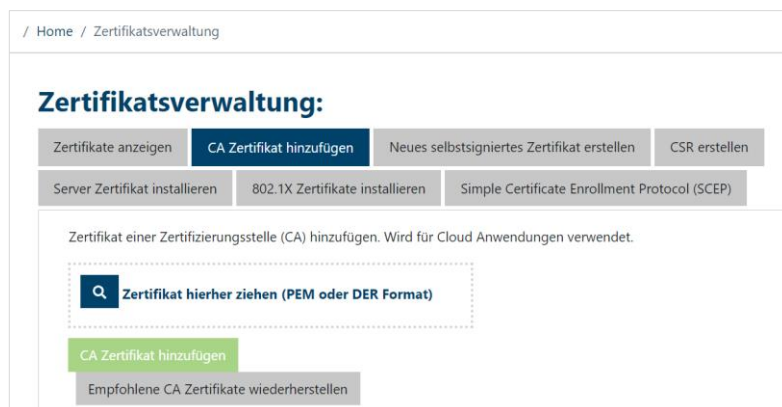 / Home / Zertifikatsverwaltung
Zertifikatsverwaltung:
Zertifikate anzeigen CA Zertifikat hinzufügen Neues selbstsigniertes Zertifikat erstellen CSR erstellen
Server Zertifikat installieren 802.1X Zertifikate installieren Simple Certificate Enrollment Protocol (SCEP)
Zertifikat einer Zertifizierungsstelle (CA) hinzufügen. Wird für Cloud Anwendungen verwendet.
Zertifikat hierher ziehen (PEM oder DER Format)
CA Zertifikat hinzufügen
Empfohlene CA Zertifikate wiederherstellen